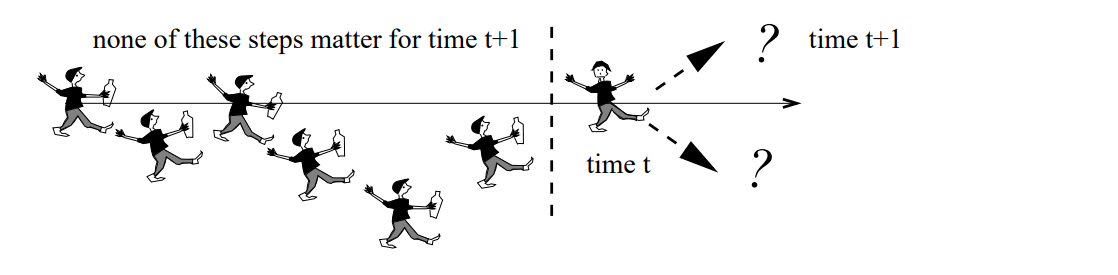 none of these steps matter for time t+1
? time t+1
time t
?